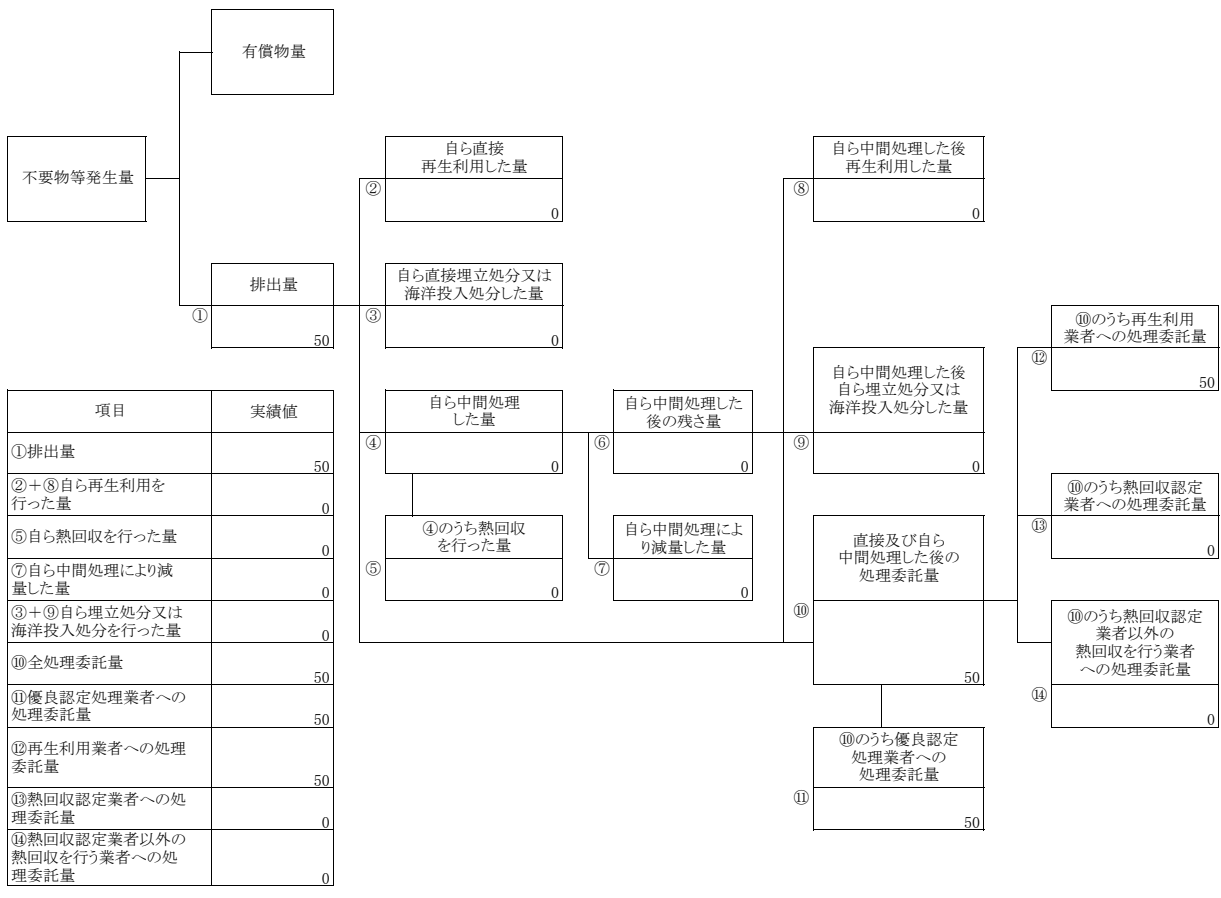 有償物量
不要物等発生量
排出量
①
50
自ら直接
再生利用した量
②
0
自ら直接埋立処分又は
海洋投入処分した量
③
0
自ら中間処理
した量
④
0
④のうち熱回収
を行った量
⑤
0
自ら中間処理した
後の残さ量
⑥
0
自ら中間処理によ
り減量した量
⑦
0
自ら中間処理した後
再生利用した量
⑧
0
自ら中間処理した後
自ら埋立処分又は
海洋投入処分した量
⑨
0
直接及び自ら
中間処理した後の
処理委託量
⑩
50
⑩のうち優良認定
処理業者への
処理委託量
⑪
50
⑩のうち再生利用
業者への処理委託量
⑫
50
⑩のうち熱回収認定
業者への処理委託量
⑬
0
⑩のうち熱回収認定
業者以外の
熱回収を行う業者
への処理委託量
⑭
0
項目 実績値
①排出量
50
②＋⑧自ら再生利用を
行った量
0
⑤自ら熱回収を行った量
0
⑦自ら中間処理により減
量した量
0
③＋⑨自ら埋立処分又は
海洋投入処分を行った量
0
⑩全処理委託量
50
⑪優良認定処理業者への
処理委託量
50
⑫再生利用業者への処理
委託量
50
⑬熱回収認定業者への処
理委託量
0
⑭熱回収認定業者以外の
熱回収を行う業者への処
理委託量
0